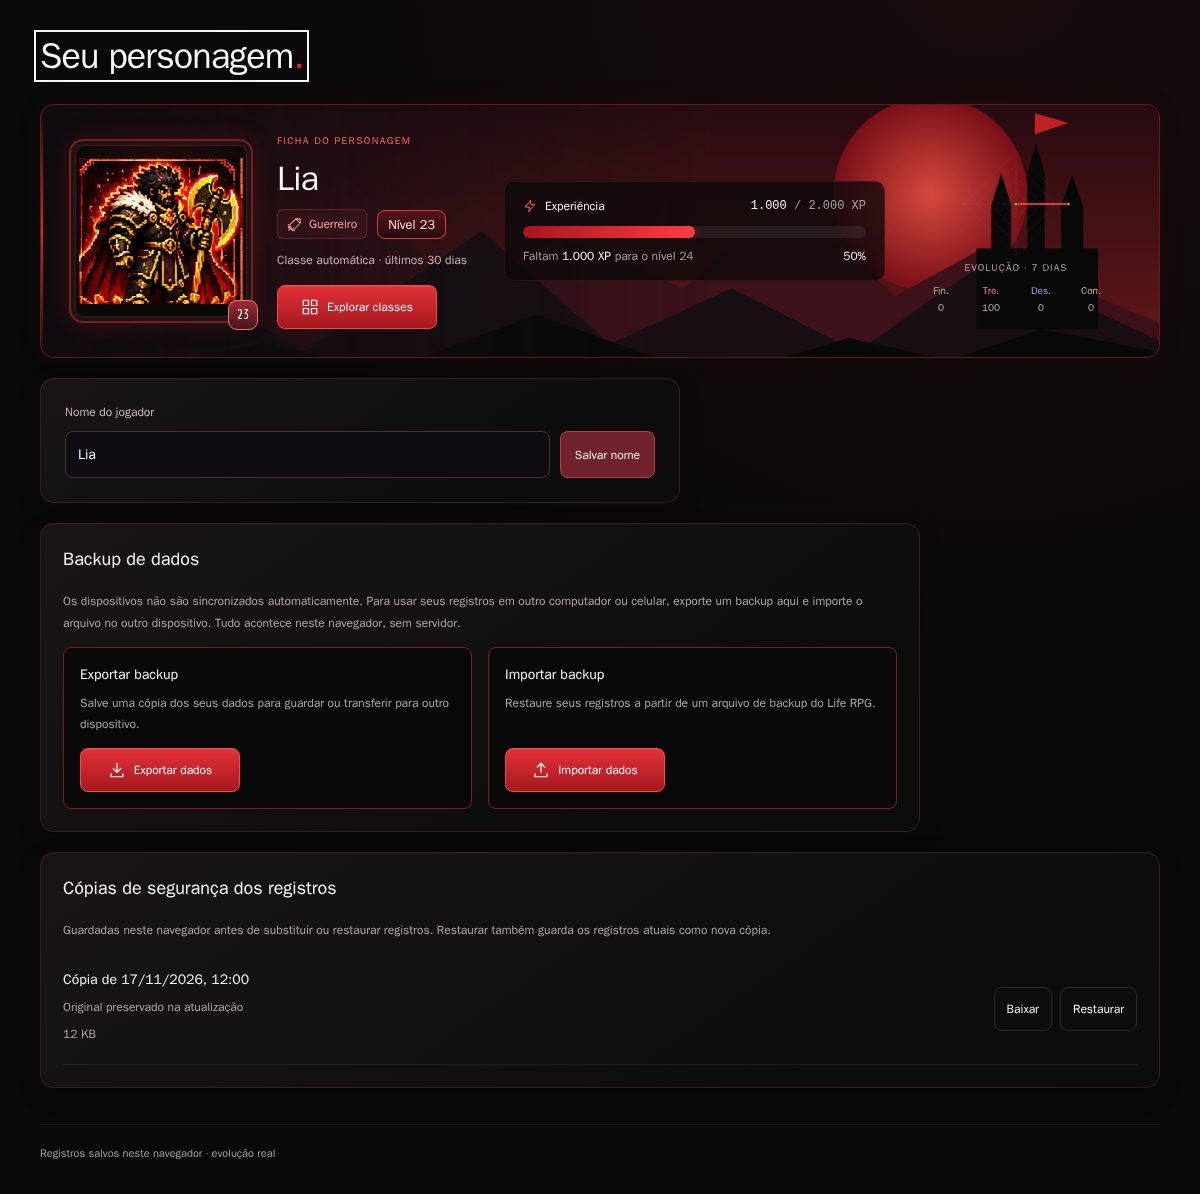 Seu personagem.
FICHA DO PERSONAGEM
Lia
Guerreiro
Nível 23
Classe automática · últimos 30 dias
Explorar classes
23
Experiência
1.000 / 2.000 XP
Faltam 1.000 XP para o nível 24
50%
EVOLUÇÃO · 7 DIAS
Fin. Tre. Des. Con.
0 100 0 0
Nome do jogador
Lia
Salvar nome
Backup de dados
Os dispositivos não são sincronizados automaticamente. Para usar seus registros em outro computador ou celular, exporte um backup aqui e importe o
arquivo no outro dispositivo. Tudo acontece neste navegador, sem servidor.
Exportar backup
Salve uma cópia dos seus dados para guardar ou transferir para outro
dispositivo.
Exportar dados
Importar backup
Restaure seus registros a partir de um arquivo de backup do Life RPG.
Importar dados
Cópias de segurança dos registros
Guardadas neste navegador antes de substituir ou restaurar registros. Restaurar também guarda os registros atuais como nova cópia.
Cópia de 17/11/2026, 12:00
Original preservado na atualização
12 KB
Baixar
Restaurar
Registros salvos neste navegador · evolução real